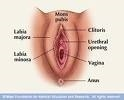 Mons
pubis
Labia
majora
Clitoris
Urethral
opening
Labia
minora
Vagina
Anus